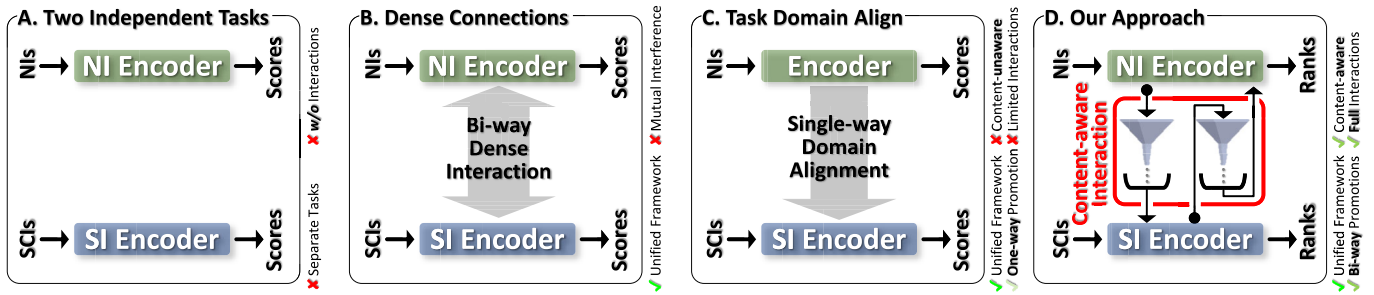 A. Two Independent Tasks
NIs
NI Encoder
Scores
SCIs
SI Encoder
Scores
✘ Separate Tasks
✘ w/o Interactions
B. Dense Connections
NIs
NI Encoder
Scores
Bi-way
Dense
Interaction
SCIs
SI Encoder
Scores
✓ Unified Framework
✘ Mutual Interference
C. Task Domain Align
NIs
Encoder
Scores
Single-way
Domain
Alignment
SCIs
SI Encoder
Scores
✓ Unified Framework
✘ Content-unaware
✓ One-way Promotion
✘ Limited Interactions
D. Our Approach
NIs
NI Encoder
Ranks
Content-aware
Interaction
SCIs
SI Encoder
Ranks
✓ Unified Framework
✓ Content-aware
✓ Bi-way Promotions
✓ Full Interactions